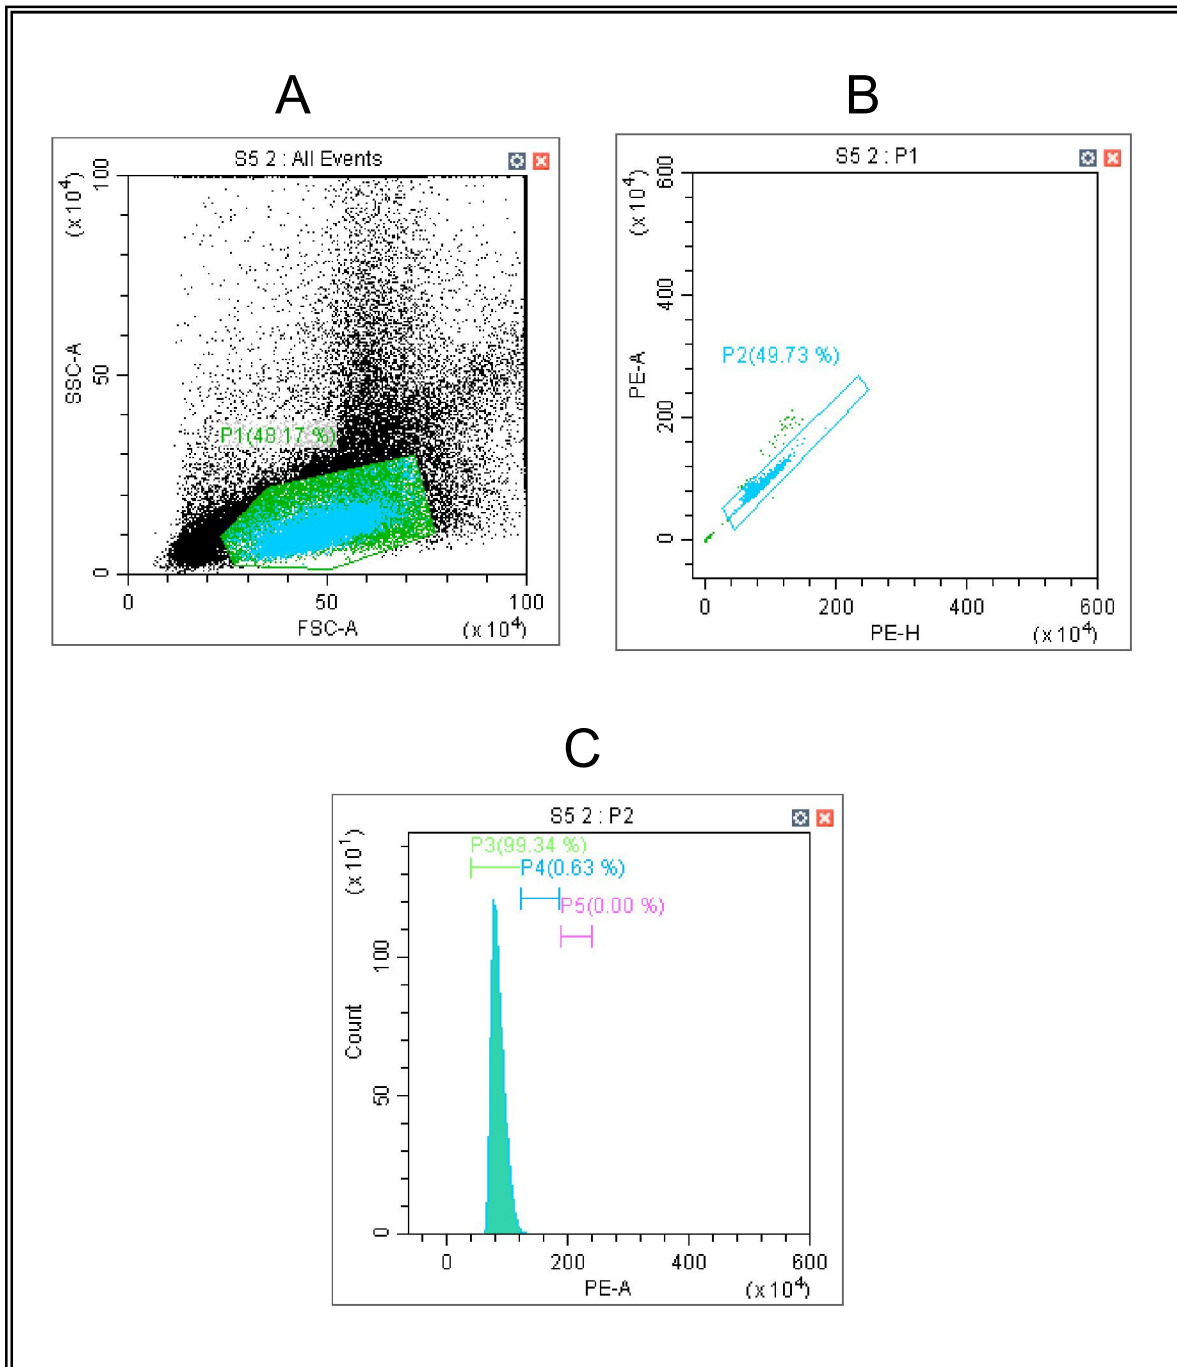 A
S5 2 : All Events
(x 10⁴)
100
50
0
SSC-A
P1(48.17 %)
0
50
100
FSC-A
(x 10⁴)
B
S5 2 : P1
(x 10⁴)
600
400
200
0
PE-A
P2(49.73 %)
0
200
400
600
PE-H
(x 10⁴)
C
S5 2 : P2
(x 10¹)
100
50
0
Count
P3(99.34 %)
P4(0.63 %)
P5(0.00 %)
0
200
400
600
PE-A
(x 10⁴)